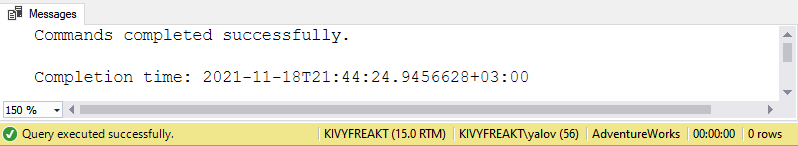 Messages
Commands completed successfully.
Completion time: 2021-11-18T21:44:24.9456628+03:00
150 %
Query executed successfully. KIVYFREAKT (15.0 RTM) KIVYFREAKT\yalov (56) AdventureWorks 00:00:00 0 rows